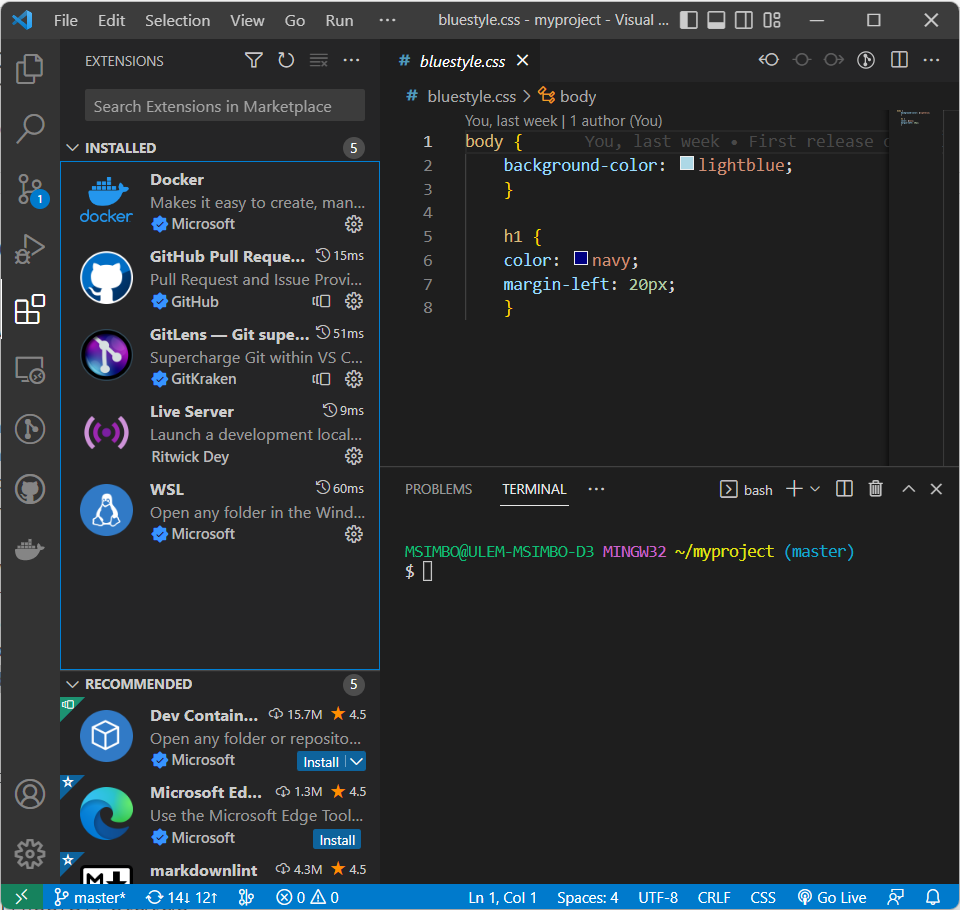 File Edit Selection View Go Run ··· bluestyle.css - myproject - Visual ...
EXTENSIONS
Search Extensions in Marketplace
INSTALLED 5
Docker
Makes it easy to create, man...
docker
Microsoft
GitHub Pull Reque... 15ms
Pull Request and Issue Provi...
GitHub
GitLens — Git supe... 51ms
Supercharge Git within VS C...
GitKraken
Live Server 9ms
Launch a development local...
Ritwick Dey
WSL 60ms
Open any folder in the Wind...
Microsoft
RECOMMENDED 5
Dev Contain... 15.7M 4.5
Open any folder or reposito...
Microsoft Install
Microsoft Ed... 1.3M 4.5
Use the Microsoft Edge Tool...
Microsoft Install
markdownlint 4.3M 4.5
1
# bluestyle.css
# bluestyle.css > body
You, last week | 1 author (You)
1 body { You, last week • First release
2 background-color: lightblue;
3 }
4
5 h1 {
6 color: navy;
7 margin-left: 20px;
8 }
PROBLEMS TERMINAL ··· bash
MSIMBO@ULEM-MSIMBO-D3 MINGW32 ~/myproject (master)
$
master* 14↓ 12↑ 0 0 Ln 1, Col 1 Spaces: 4 UTF-8 CRLF CSS Go Live